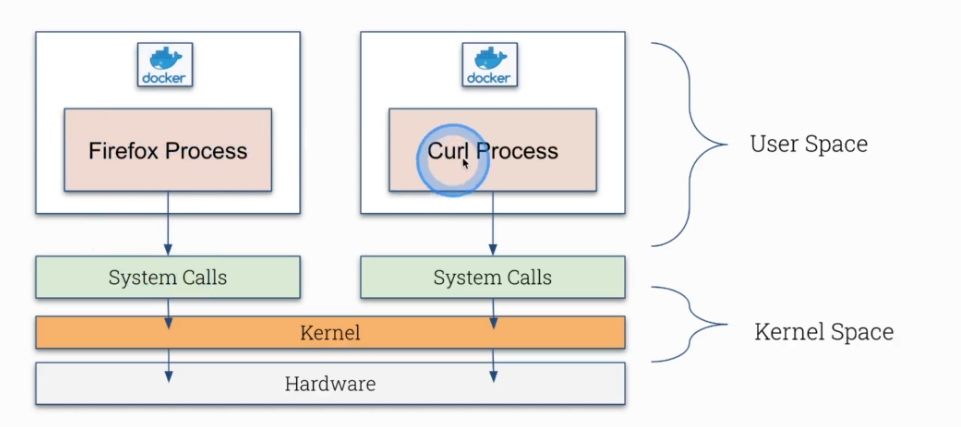 docker
docker
Firefox Process
Curl Process
User Space
System Calls
System Calls
Kernel
Kernel Space
Hardware